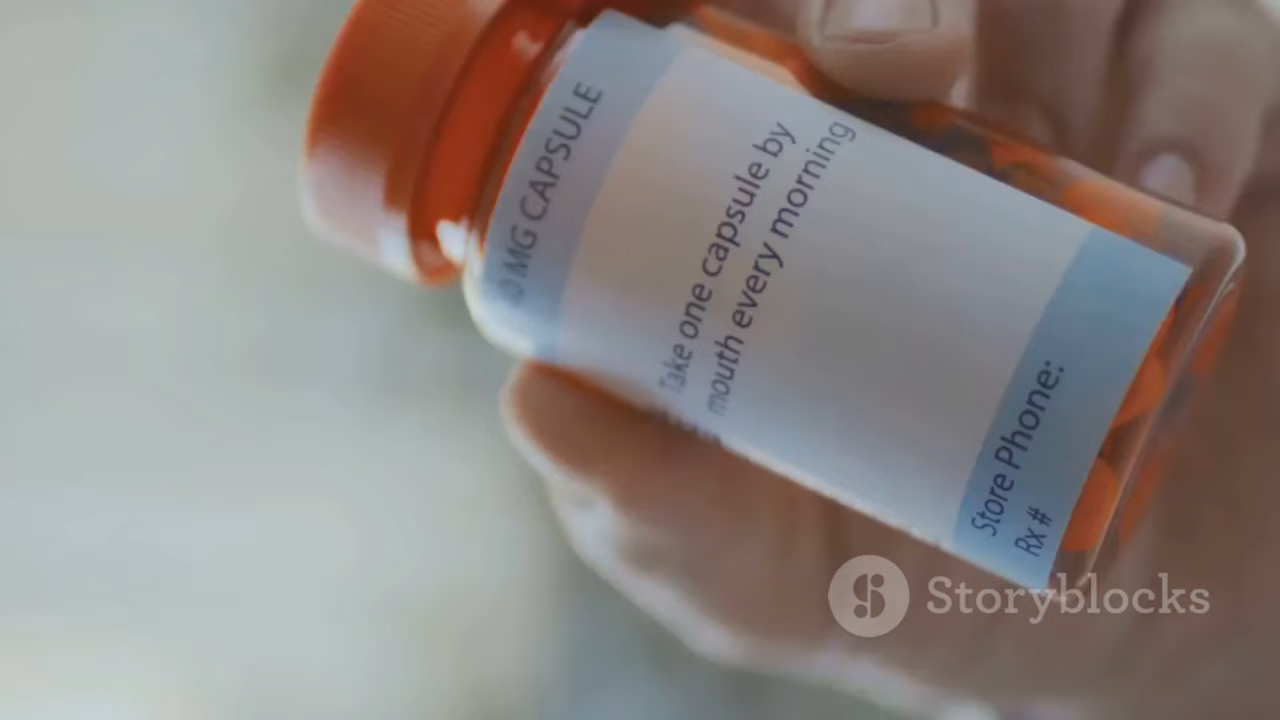 MG CAPSULE
Take one capsule by
mouth every morning
Store Phone:
Rx #
Storyblocks